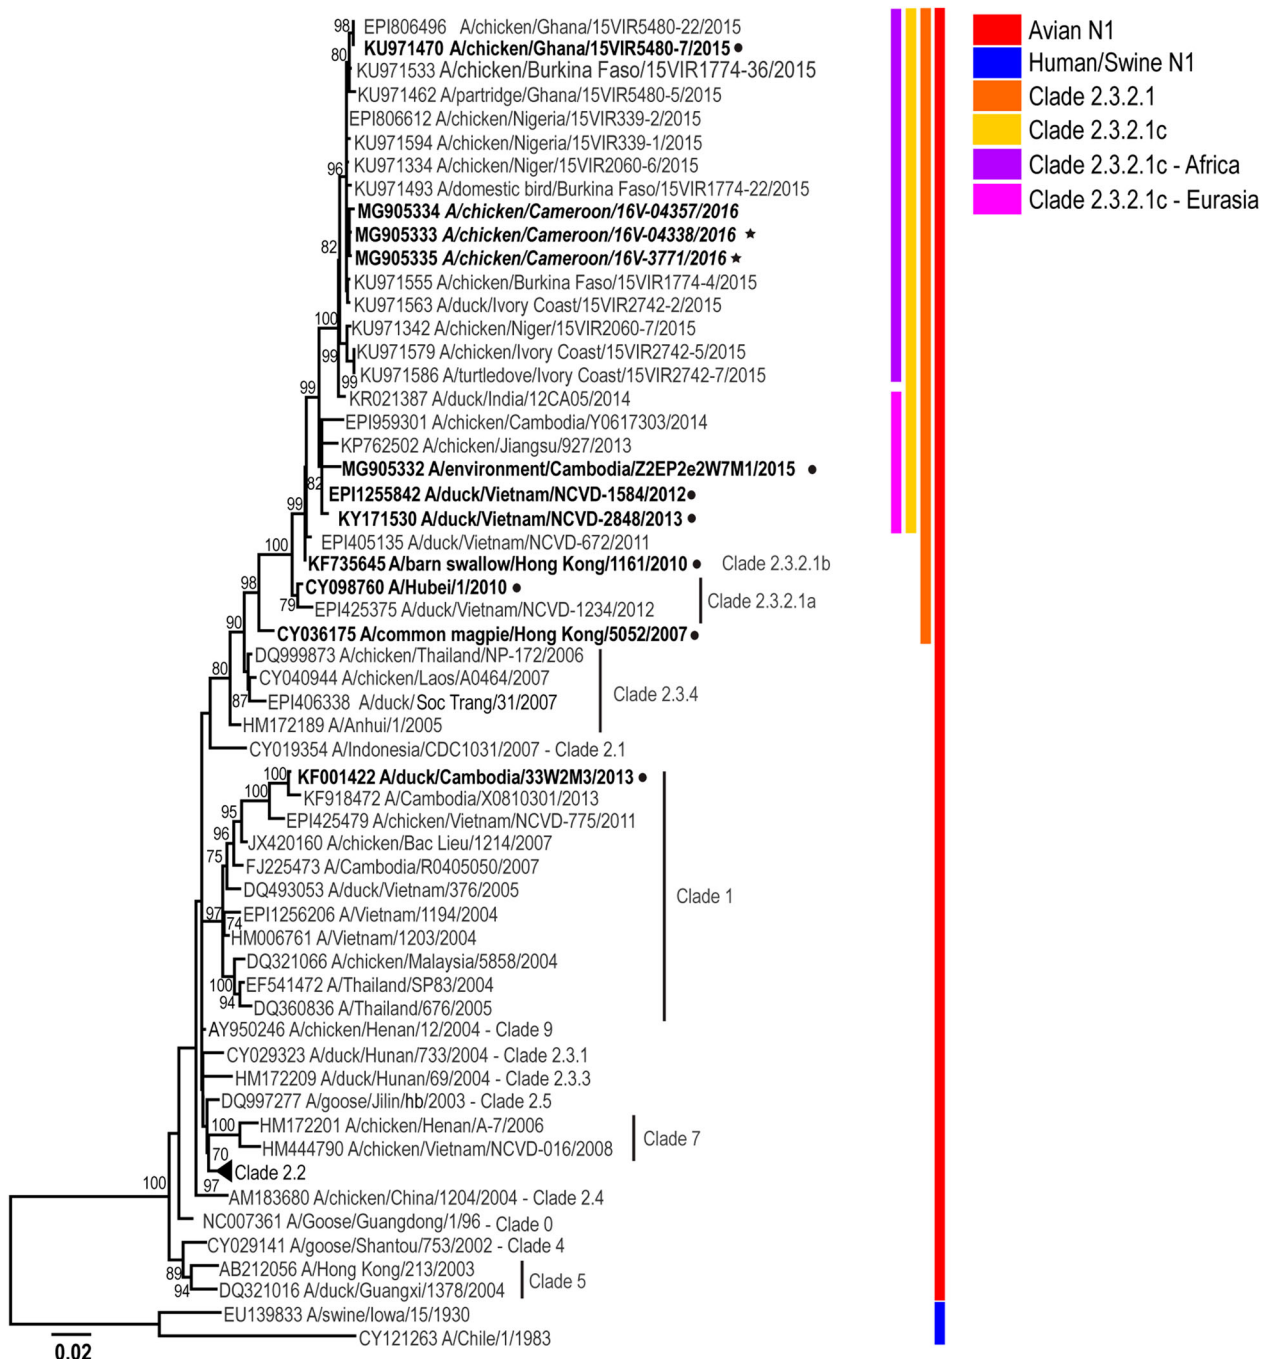 98 EPI806496 A/chicken/Ghana/15VIR5480-22/2015
KU971470 A/chicken/Ghana/15VIR5480-7/2015 ●
80
KU971533 A/chicken/Burkina Faso/15VIR1774-36/2015
KU971462 A/partridge/Ghana/15VIR5480-5/2015
EPI806612 A/chicken/Nigeria/15VIR339-2/2015
KU971594 A/chicken/Nigeria/15VIR339-1/2015
96 KU971334 A/chicken/Niger/15VIR2060-6/2015
KU971493 A/domestic bird/Burkina Faso/15VIR1774-22/2015
MG905334 A/chicken/Cameroon/16V-04357/2016
MG905333 A/chicken/Cameroon/16V-04338/2016 ★
82
MG905335 A/chicken/Cameroon/16V-3771/2016 ★
KU971555 A/chicken/Burkina Faso/15VIR1774-4/2015
KU971563 A/duck/Ivory Coast/15VIR2742-2/2015
100
KU971342 A/chicken/Niger/15VIR2060-7/2015
99 KU971579 A/chicken/Ivory Coast/15VIR2742-5/2015
99 KU971586 A/turtledove/Ivory Coast/15VIR2742-7/2015
99
KR021387 A/duck/India/12CA05/2014
EPI959301 A/chicken/Cambodia/Y0617303/2014
KP762502 A/chicken/Jiangsu/927/2013
MG905332 A/environment/Cambodia/Z2EP2e2W7M1/2015 ●
82
EPI1255842 A/duck/Vietnam/NCVD-1584/2012 ●
99
KY171530 A/duck/Vietnam/NCVD-2848/2013 ●
EPI405135 A/duck/Vietnam/NCVD-672/2011
100
KF735645 A/barn swallow/Hong Kong/1161/2010 ● Clade 2.3.2.1b
98 CY098760 A/Hubei/1/2010 ●
Clade 2.3.2.1a
79 EPI425375 A/duck/Vietnam/NCVD-1234/2012
90
CY036175 A/common magpie/Hong Kong/5052/2007 ●
DQ999873 A/chicken/Thailand/NP-172/2006
80
CY040944 A/chicken/Laos/A0464/2007
Clade 2.3.4
87 EPI406338 A/duck/Soc Trang/31/2007
HM172189 A/Anhui/1/2005
CY019354 A/Indonesia/CDC1031/2007 - Clade 2.1
100 KF001422 A/duck/Cambodia/33W2M3/2013 ●
100
KF918472 A/Cambodia/X0810301/2013
95
EPI425479 A/chicken/Vietnam/NCVD-775/2011
96
JX420160 A/chicken/Bac Lieu/1214/2007
75
FJ225473 A/Cambodia/R0405050/2007
DQ493053 A/duck/Vietnam/376/2005
Clade 1
97 EPI1256206 A/Vietnam/1194/2004
74
HM006761 A/Vietnam/1203/2004
DQ321066 A/chicken/Malaysia/5858/2004
100 EF541472 A/Thailand/SP83/2004
94 DQ360836 A/Thailand/676/2005
AY950246 A/chicken/Henan/12/2004 - Clade 9
CY029323 A/duck/Hunan/733/2004 - Clade 2.3.1
HM172209 A/duck/Hunan/69/2004 - Clade 2.3.3
DQ997277 A/goose/Jilin/hb/2003 - Clade 2.5
100 HM172201 A/chicken/Henan/A-7/2006
Clade 7
HM444790 A/chicken/Vietnam/NCVD-016/2008
70
Clade 2.2
100 97
AM183680 A/chicken/China/1204/2004 - Clade 2.4
NC007361 A/Goose/Guangdong/1/96 - Clade 0
CY029141 A/goose/Shantou/753/2002 - Clade 4
89 AB212056 A/Hong Kong/213/2003
Clade 5
94 DQ321016 A/duck/Guangxi/1378/2004
EU139833 A/swine/Iowa/15/1930
CY121263 A/Chile/1/1983
0.02
Avian N1
Human/Swine N1
Clade 2.3.2.1
Clade 2.3.2.1c
Clade 2.3.2.1c - Africa
Clade 2.3.2.1c - Eurasia